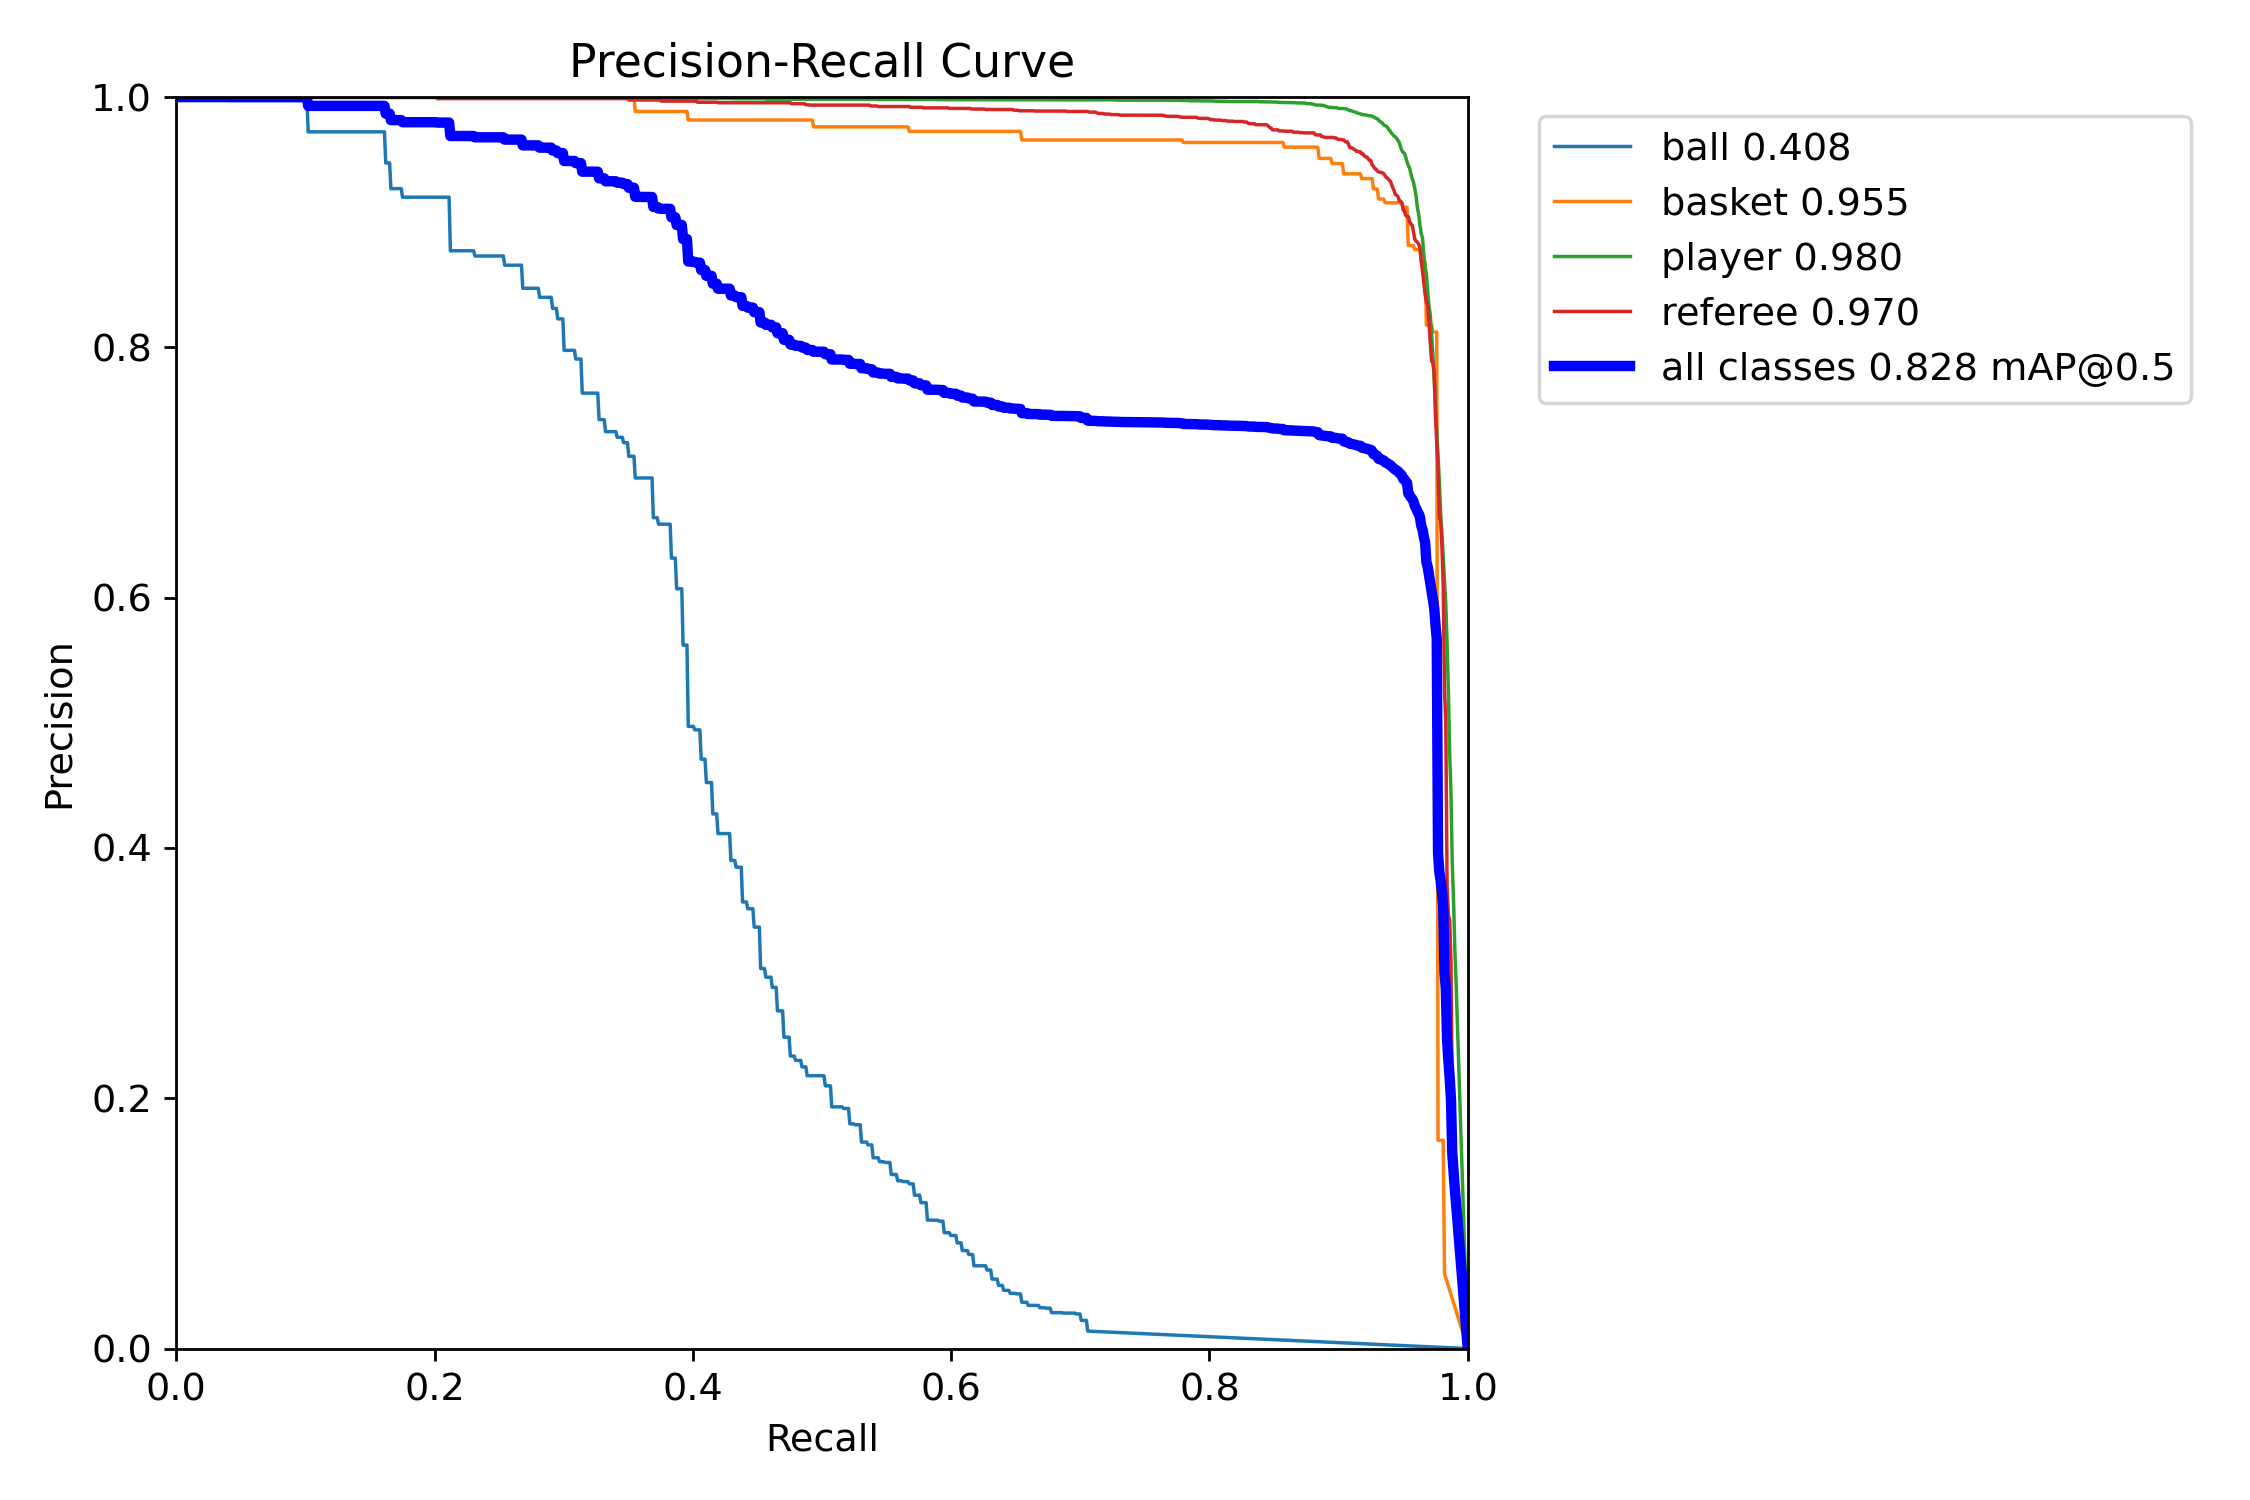 Precision-Recall Curve
1.0
0.8
0.6
0.4
0.2
0.0
Precision
0.0 0.2 0.4 0.6 0.8 1.0
Recall
ball 0.408
basket 0.955
player 0.980
referee 0.970
all classes 0.828 mAP@0.5